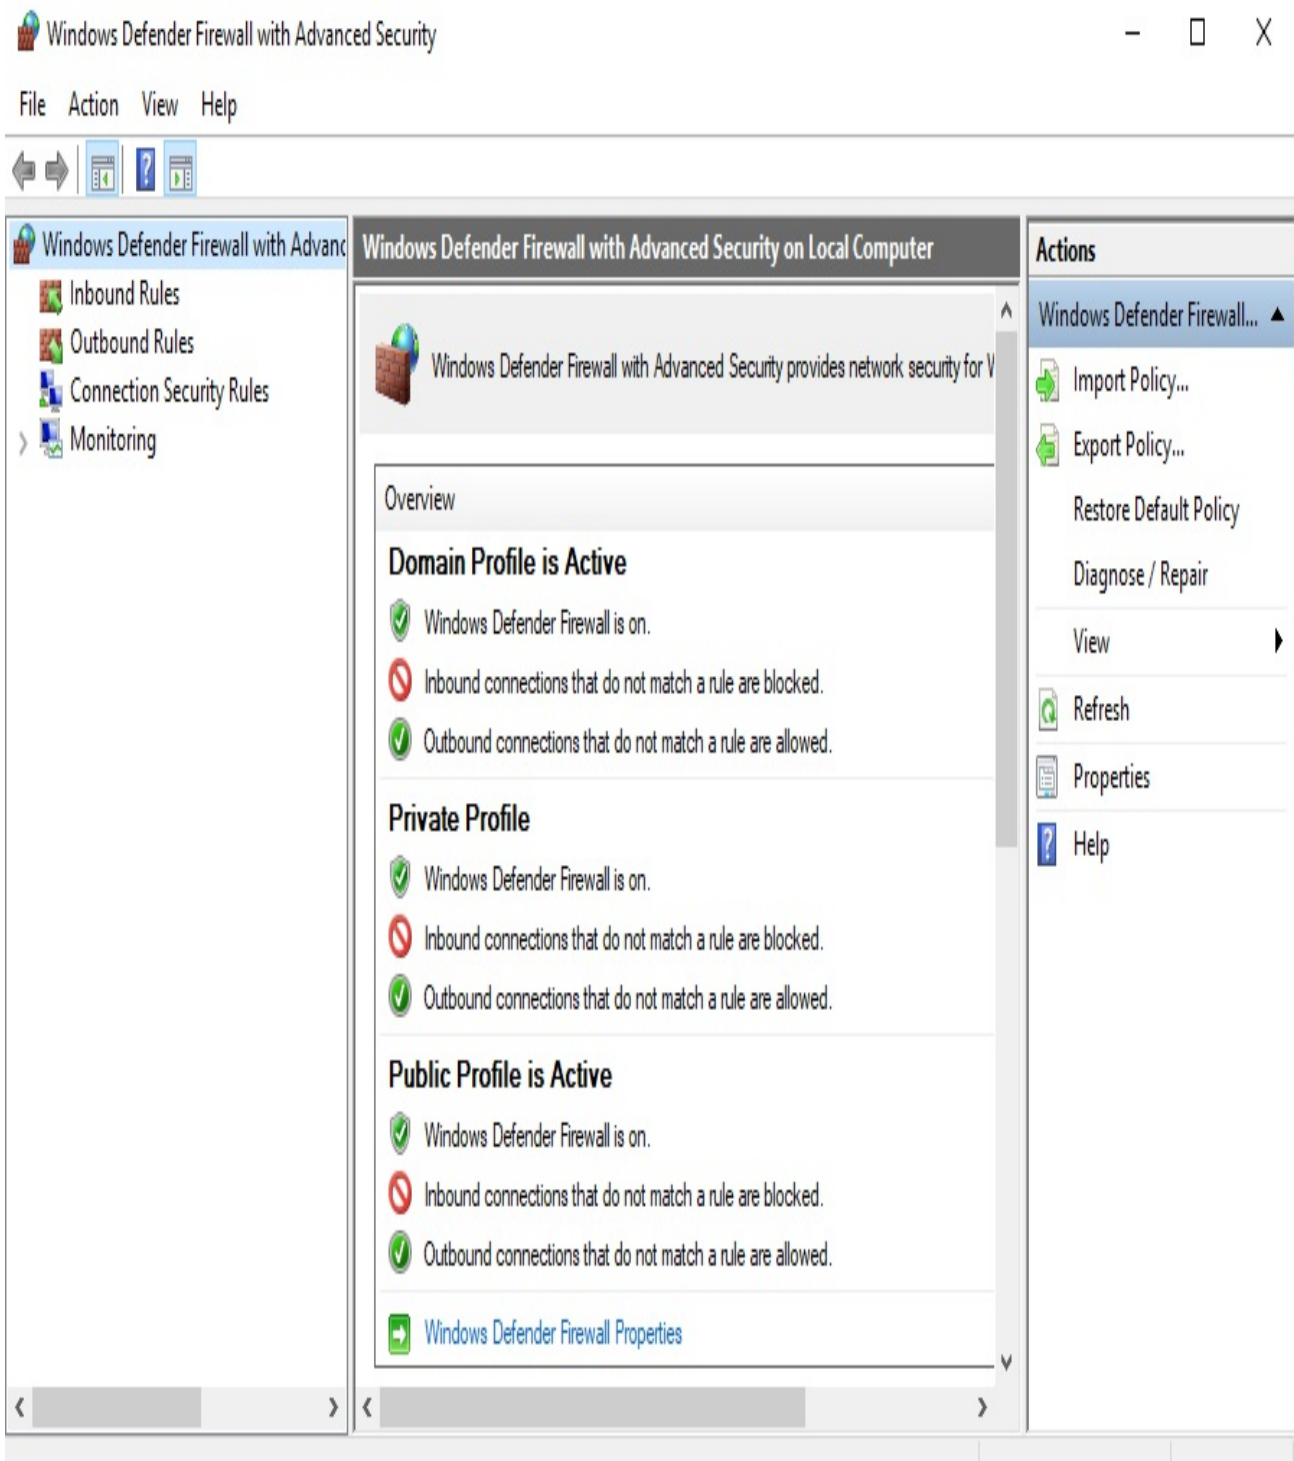 Windows Defender Firewall with Advanced Security
File Action View Help
Windows Defender Firewall with Advanc
Inbound Rules
Outbound Rules
Connection Security Rules
Monitoring
Windows Defender Firewall with Advanced Security on Local Computer
Windows Defender Firewall with Advanced Security provides network security for W
Overview
Domain Profile is Active
Windows Defender Firewall is on.
Inbound connections that do not match a rule are blocked.
Outbound connections that do not match a rule are allowed.
Private Profile
Windows Defender Firewall is on.
Inbound connections that do not match a rule are blocked.
Outbound connections that do not match a rule are allowed.
Public Profile is Active
Windows Defender Firewall is on.
Inbound connections that do not match a rule are blocked.
Outbound connections that do not match a rule are allowed.
Windows Defender Firewall Properties
Actions
Windows Defender Firewall...
Import Policy...
Export Policy...
Restore Default Policy
Diagnose / Repair
View
Refresh
Properties
Help